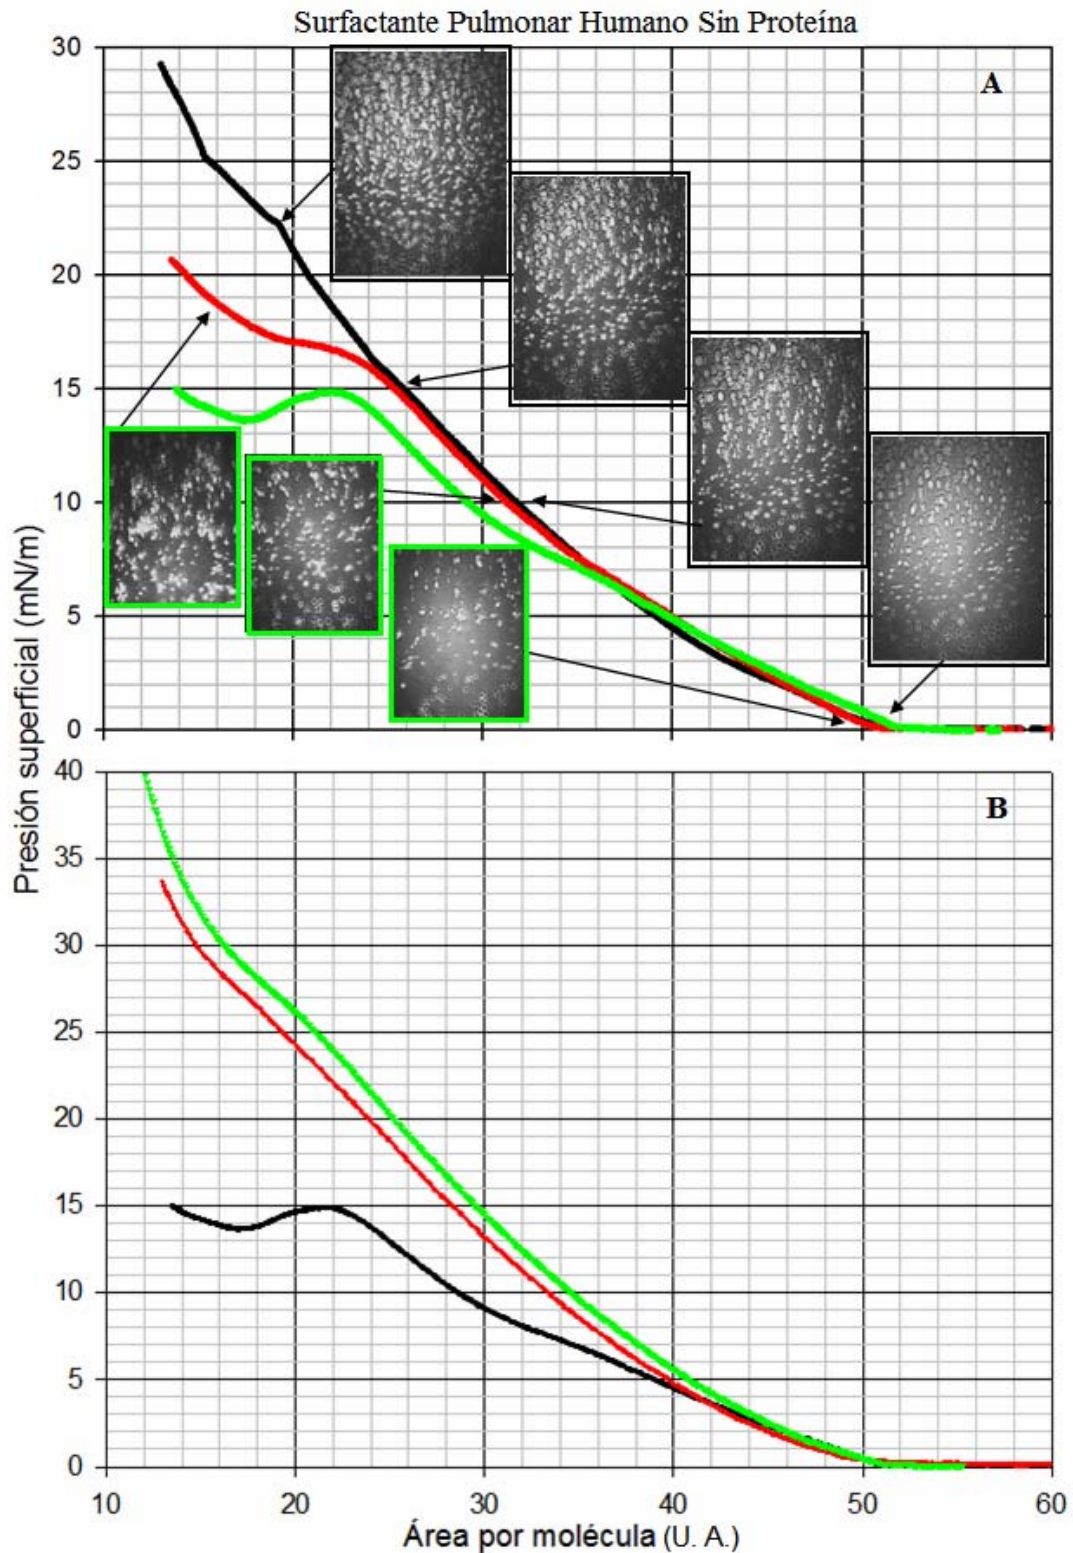 Surfactante Pulmonar Humano Sin Proteína
30
A
25
20
15
10
5
0
Presión superficial (mN/m)
40
B
35
30
25
20
15
10
5
0
10 20 30 40 50 60
Área por molécula (U. A.)